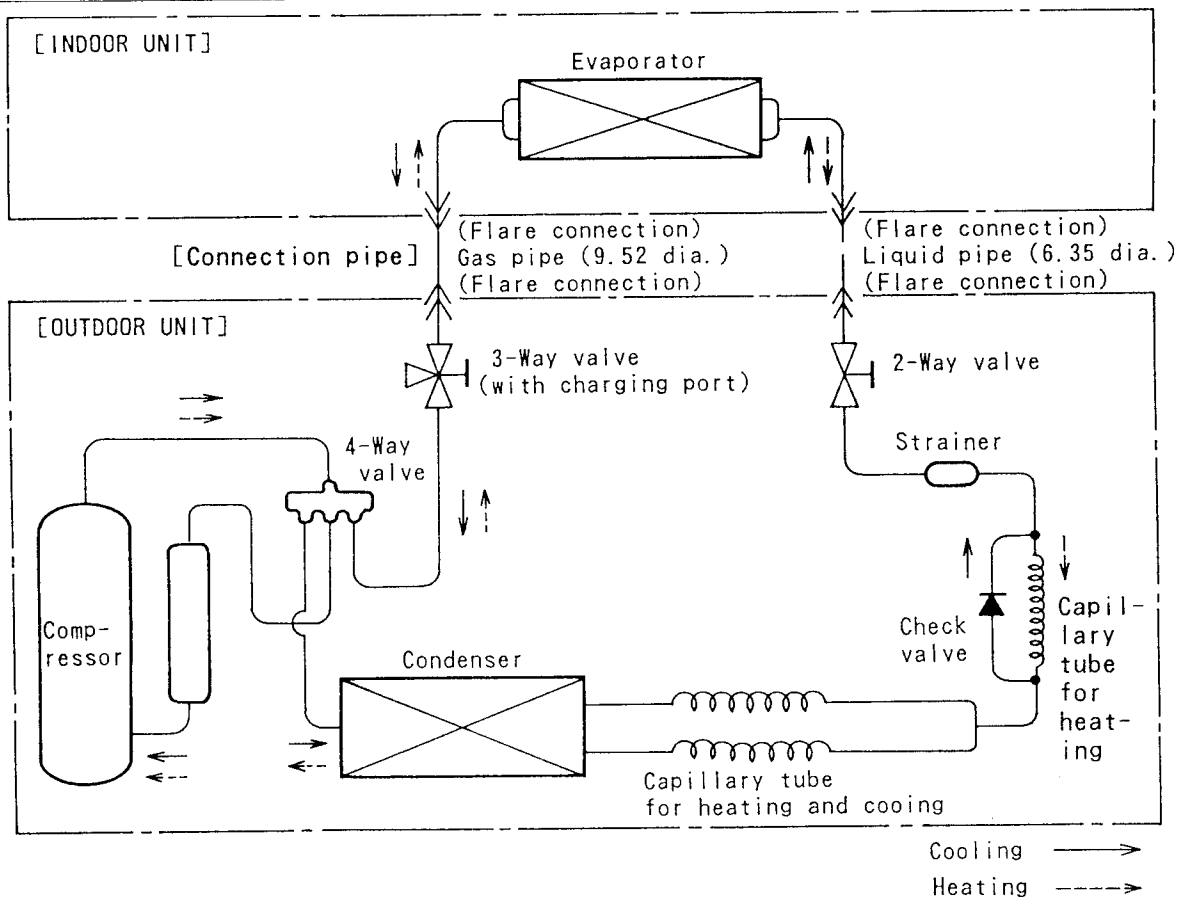 [INDOOR UNIT]
Evaporator
(Flare connection)
Gas pipe (9.52 dia.)
(Flare connection)
[Connection pipe]
(Flare connection)
Liquid pipe (6.35 dia.)
(Flare connection)
[OUTDOOR UNIT]
3-Way valve
(with charging port)
2-Way valve
4-Way
valve
Strainer
Comp-
ressor
Condenser
Check
valve
Capil-
lary
tube
for
heat-
ing
Capillary tube
for heating and cooing
Cooling
Heating